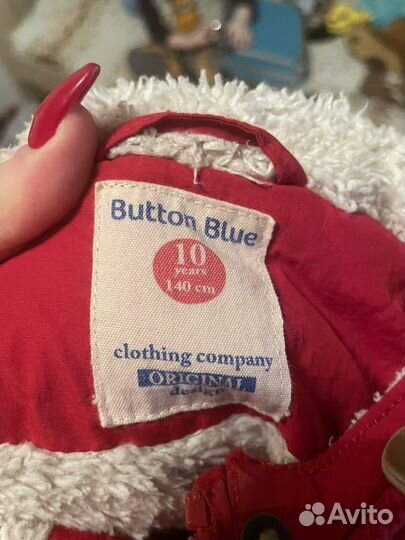 Button Blue
10
years
140 cm
clothing company
ORIGINAL
design
Avito